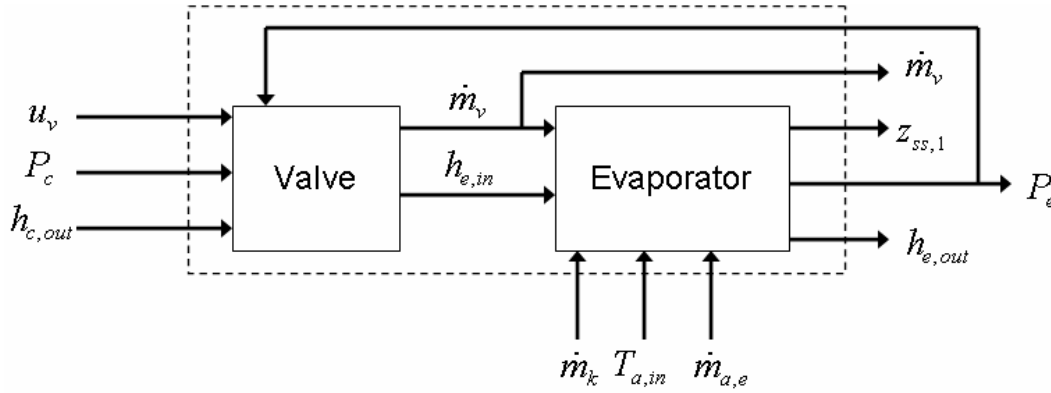 u_v
P_c
h_{c,out}
Valve
ṁ_v
h_{e,in}
Evaporator
ṁ_v
z_{ss,1}
P_e
h_{e,out}
ṁ_k
T_{a,in}
ṁ_{a,e}